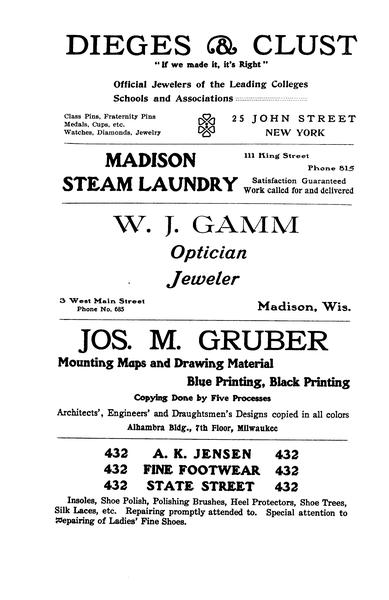 DIEGES & CLUST
"If we made it, it's Right"
Official Jewelers of the Leading Colleges
Schools and Associations
Class Pins, Fraternity Pins
Medals, Cups, etc.
Watches, Diamonds, Jewelry
25 JOHN STREET
NEW YORK
MADISON
STEAM LAUNDRY
111 King Street
Phone 815
Satisfaction Guaranteed
Work called for and delivered
W. J. GAMM
Optician
Jeweler
3 West Main Street
Phone No. 685
Madison, Wis.
JOS. M. GRUBER
Mounting Maps and Drawing Material
Blue Printing, Black Printing
Copying Done by Five Processes
Architects', Engineers' and Draughtsmen's Designs copied in all colors
Alhambra Bldg., 7th Floor, Milwaukee
432 A. K. JENSEN 432
432 FINE FOOTWEAR 432
432 STATE STREET 432
Insoles, Shoe Polish, Polishing Brushes, Heel Protectors, Shoe Trees,
Silk Laces, etc. Repairing promptly attended to. Special attention to
Repairing of Ladies' Fine Shoes.